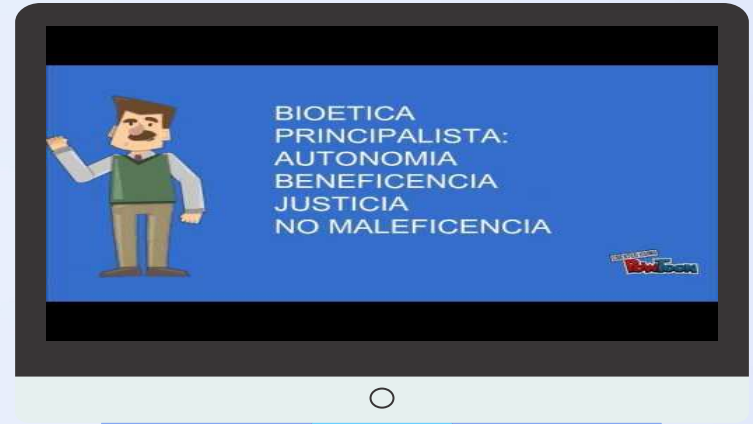 BIOETICA
PRINCIPALISTA:
AUTONOMIA
BENEFICENCIA
JUSTICIA
NO MALEFICENCIA
POWTOON